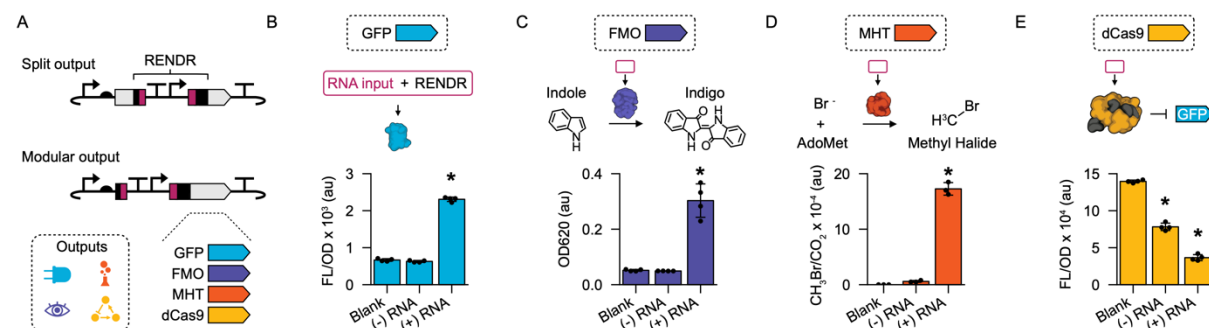 A
Split output
RENDR
Modular output
Outputs
GFP
FMO
MHT
dCas9
B
GFP
RNA input + RENDR
FL/OD x 10³ (au)
3
2
1
0
*
Blank
(-) RNA
(+) RNA
C
FMO
Indole
Indigo
N
H
O
H
N
N
H
O
OD620 (au)
0.4
0.2
0.0
*
Blank
(-) RNA
(+) RNA
D
MHT
Br -
+
AdoMet
Br
H₃C
Methyl Halide
CH₃Br/CO₂ x 10⁻⁴ (au)
20
15
10
5
0
*
Blank
(-) RNA
(+) RNA
E
dCas9
GFP
FL/OD x 10⁴ (au)
15
10
5
0
*
*
Blank
(-) RNA
(+) RNA